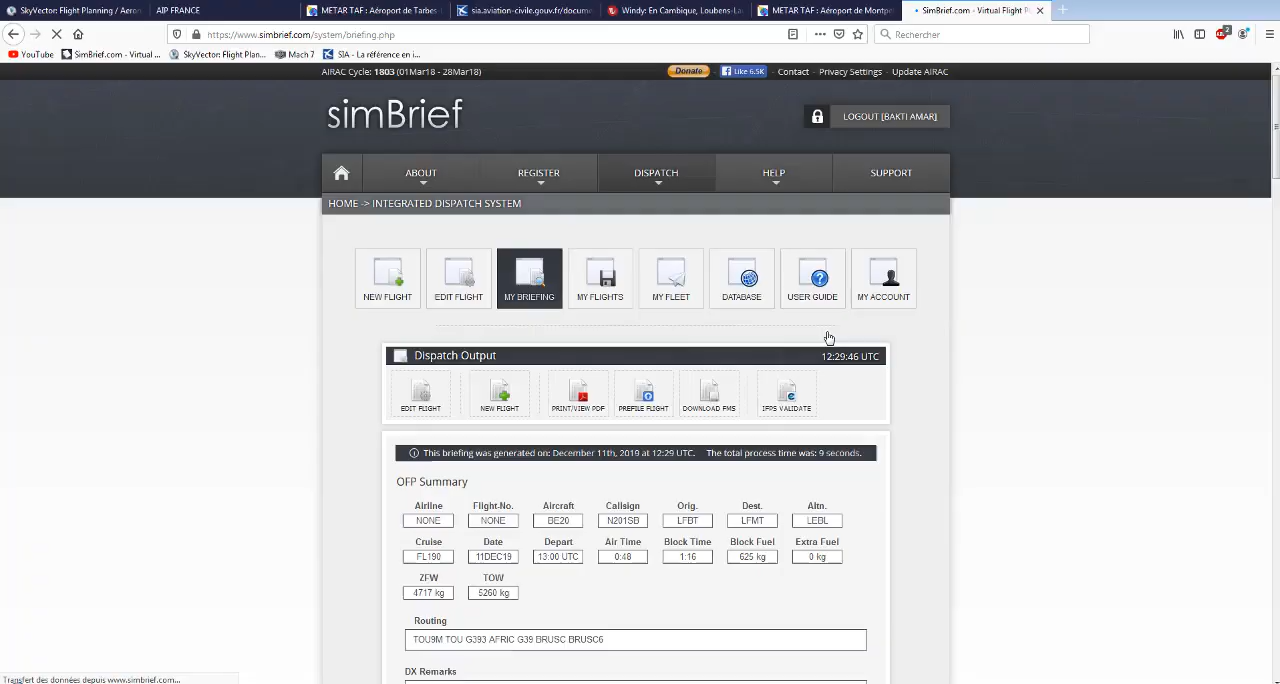 SkyVector: Flight Planning / Aeron
AIP FRANCE
METAR TAF : Aéroport de Tarbes-
sia.aviation-civile.gouv.fr/docume
Windy: En Cambique, Loubens-La
METAR TAF : Aéroport de Montpe
SimBrief.com - Virtual Flight P
https://www.simbrief.com/system/briefing.php
Rechercher
2
YouTube
SimBrief.com - Virtual ...
SkyVector: Flight Plan...
Mach 7
SIA - La référence en i...
AIRAC Cycle: 1803 (01Mar18 - 28Mar18)
Donate
Like 6.5K
Contact
Privacy Settings
Update AIRAC
simBrief
LOGOUT [BAKTI AMAR]
ABOUT
REGISTER
DISPATCH
HELP
SUPPORT
HOME -> INTEGRATED DISPATCH SYSTEM
NEW FLIGHT
EDIT FLIGHT
MY BRIEFING
MY FLIGHTS
MY FLEET
DATABASE
USER GUIDE
MY ACCOUNT
Dispatch Output
12:29:46 UTC
EDIT FLIGHT
NEW FLIGHT
PRINT/VIEW PDF
PREFILE FLIGHT
DOWNLOAD FMS
IFPS VALIDATE
This briefing was generated on: December 11th, 2019 at 12:29 UTC. The total process time was: 9 seconds.
OFP Summary
Airline Flight-No. Aircraft Callsign Orig. Dest. Altn.
NONE NONE BE20 N201SB LFBT LFMT LEBL
Cruise Date Depart Air Time Block Time Block Fuel Extra Fuel
FL190 11DEC19 13:00 UTC 0:48 1:16 625 kg 0 kg
ZFW TOW
4717 kg 5260 kg
Routing
TOU9M TOU G393 AFRIC G39 BRUSC BRUSC6
DX Remarks
Transfert des données depuis www.simbrief.com...